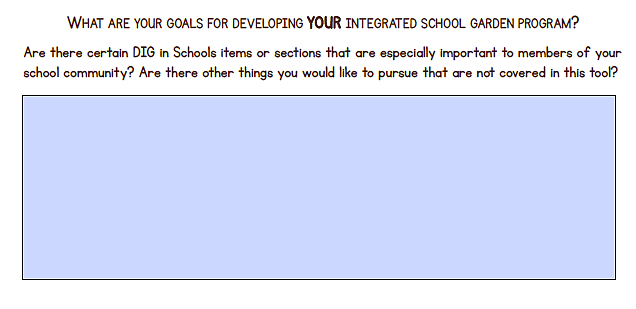 WHAT ARE YOUR GOALS FOR DEVELOPING YOUR INTEGRATED SCHOOL GARDEN PROGRAM?
Are there certain DIG in Schools items or sections that are especially important to members of your
school community? Are there other things you would like to pursue that are not covered in this tool?